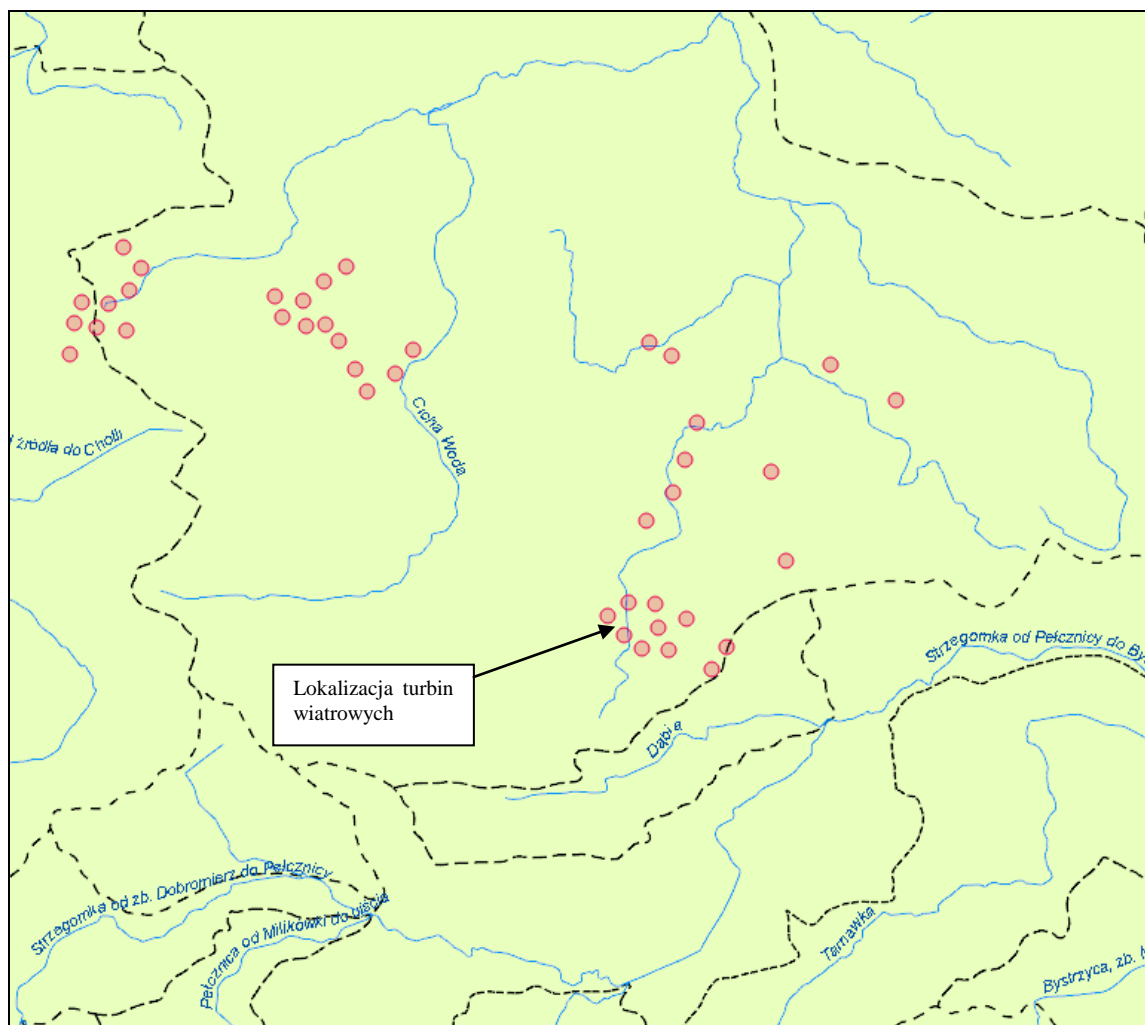 źródła do Chotli
Cicha Woda
Strzegomka od Pełcznicy do By
Lokalizacja turbin
wiatrowych
Dąbia
Strzegomka od zb. Dobromierz do Pełcznicy
Pełcznica od Milikówki do ujścia
Tarnawka
Bystrzyca, zb.